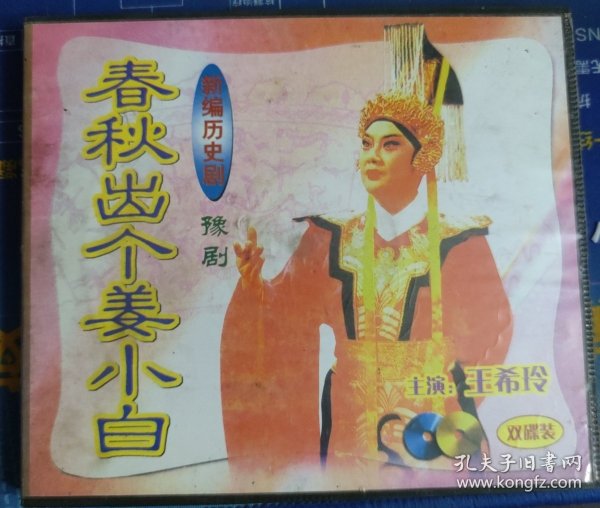 春秋出个姜小白
新编历史剧
豫剧
主演：王希玲
双碟装
孔夫子旧书网
www.kongfz.com